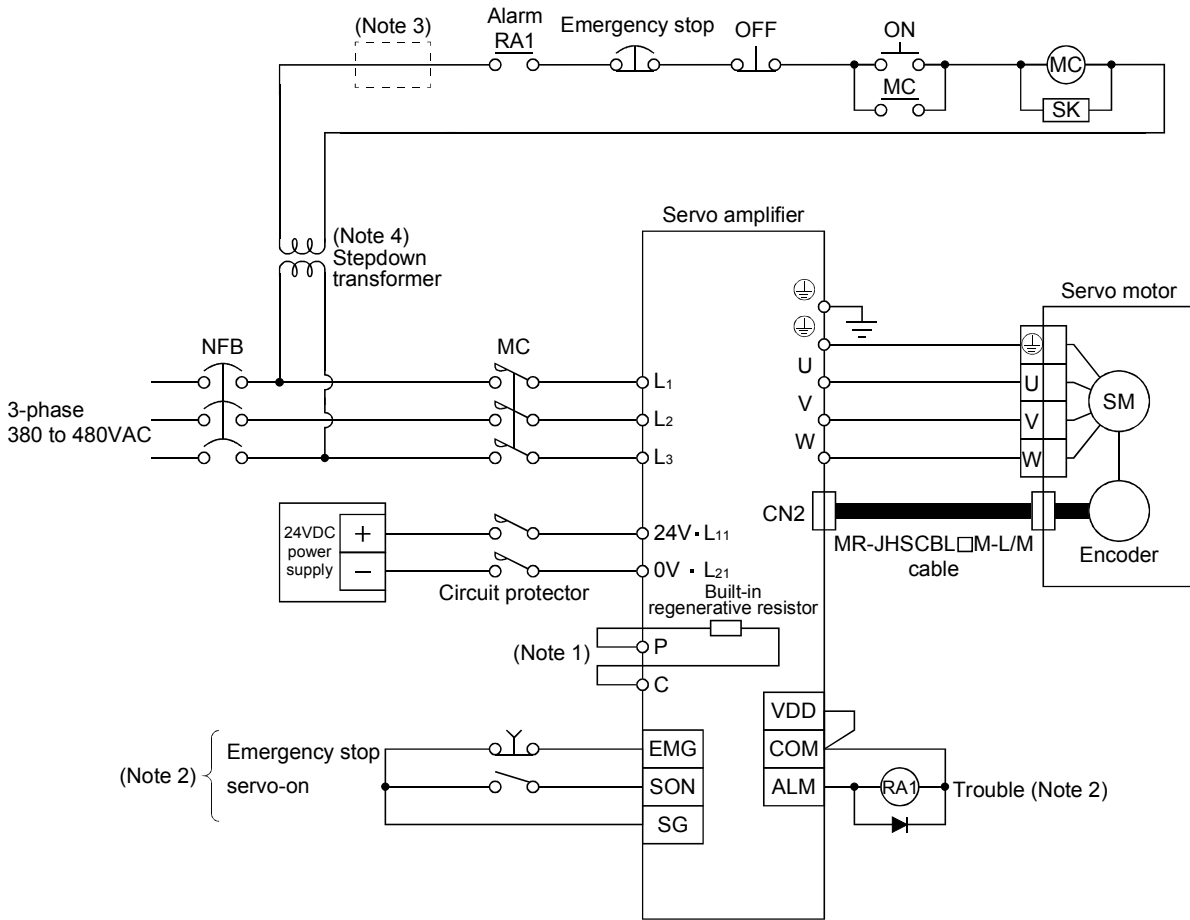 (Note 3)
Alarm
RA1
Emergency stop
OFF
ON
MC
MC
SK
(Note 4)
Stepdown
transformer
Servo amplifier
Servo motor
NFB
MC
3-phase
380 to 480VAC
L1
L2
L3
U
V
W
U
V
W
SM
24VDC
power
supply
+
−
Circuit protector
24V·L11
0V · L21
CN2
MR-JHSCBL□M-L/M
cable
Encoder
Built-in
regenerative resistor
(Note 1)
P
C
VDD
COM
ALM
(Note 2)
Emergency stop
servo-on
EMG
SON
SG
RA1
Trouble (Note 2)